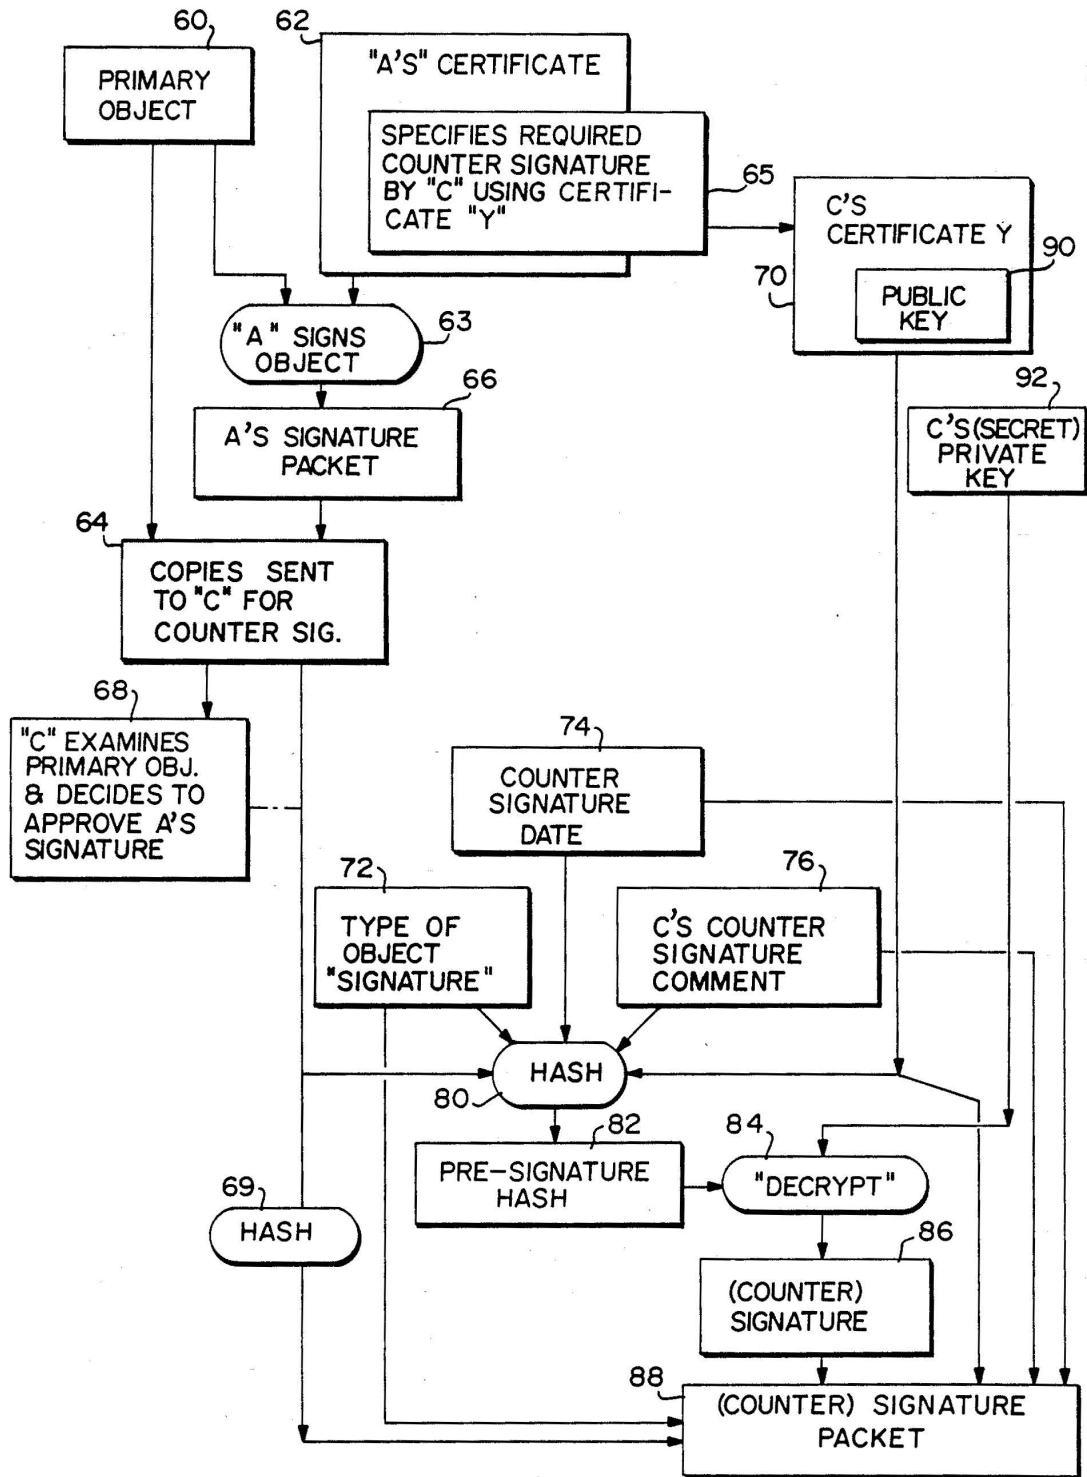 60
PRIMARY
OBJECT
62
"A'S" CERTIFICATE
SPECIFIES REQUIRED
COUNTER SIGNATURE
BY "C" USING CERTIFI-
CATE "Y"
65
C'S
CERTIFICATE Y
70
90
PUBLIC
KEY
"A" SIGNS
OBJECT
63
66
A'S SIGNATURE
PACKET
92
C'S (SECRET)
PRIVATE
KEY
64
COPIES SENT
TO "C" FOR
COUNTER SIG.
68
"C" EXAMINES
PRIMARY OBJ.
& DECIDES TO
APPROVE A'S
SIGNATURE
74
COUNTER
SIGNATURE
DATE
72
TYPE OF
OBJECT
"SIGNATURE"
76
C'S COUNTER
SIGNATURE
COMMENT
HASH
80
82
PRE-SIGNATURE
HASH
84
"DECRYPT"
69
HASH
86
(COUNTER)
SIGNATURE
88
(COUNTER) SIGNATURE
PACKET